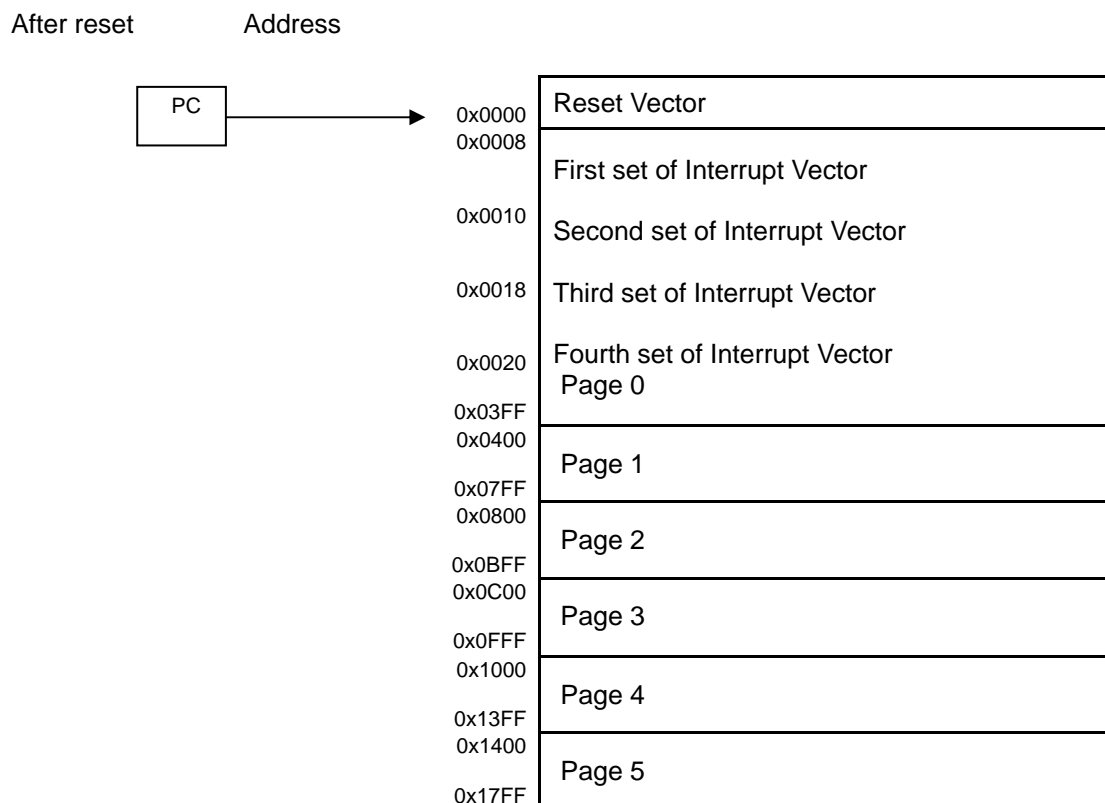 After reset Address
PC
0x0000 Reset Vector
0x0008
First set of Interrupt Vector
0x0010
Second set of Interrupt Vector
0x0018 Third set of Interrupt Vector
0x0020 Fourth set of Interrupt Vector
Page 0
0x03FF
0x0400
Page 1
0x07FF
0x0800
Page 2
0x0BFF
0x0C00
Page 3
0x0FFF
0x1000
Page 4
0x13FF
0x1400
Page 5
0x17FF